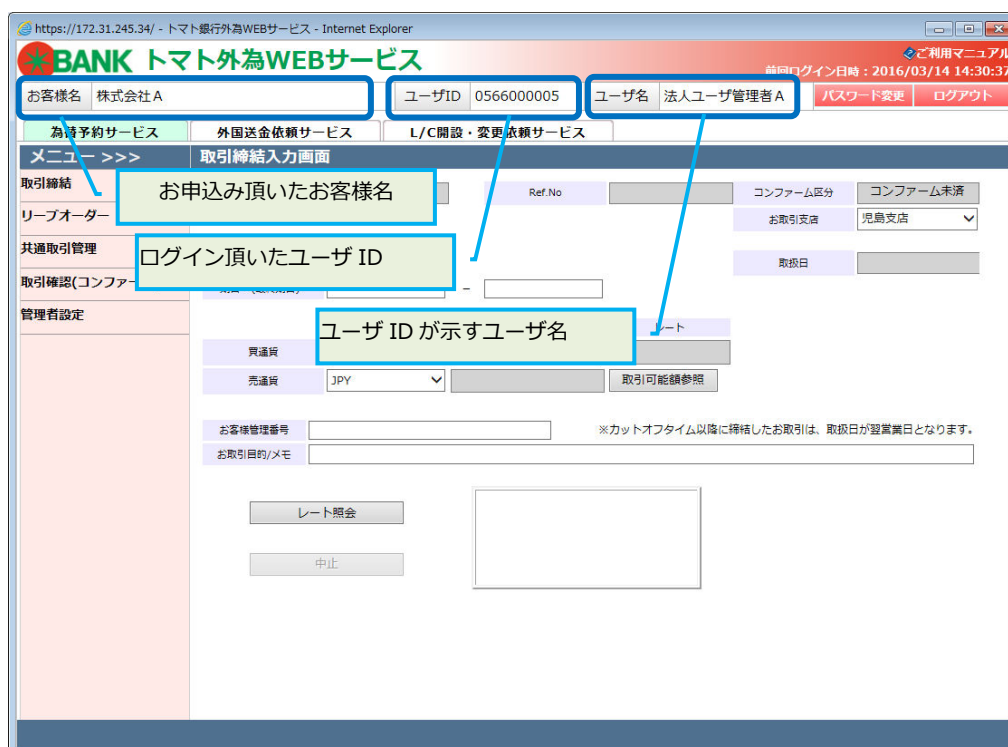 https://172.31.245.34/ - トマト銀行外為WEBサービス - Internet Explorer
BANK トマト外為WEBサービス
ご利用マニュアル
前回ログイン日時：2016/03/14 14:30:37
お客様名 株式会社A ユーザID 0566000005 ユーザ名 法人ユーザ管理者A パスワード変更 ログアウト
為替予約サービス 外国送金依頼サービス L/C開設・変更依頼サービス
メニュー >>> 取引締結入力画面
取引締結
お申込み頂いたお客様名
Ref.No コンファーム区分 コンファーム未済
リーブオーダー
お取引支店 児島支店
共通取引管理
ログイン頂いたユーザ ID
取扱日
取引確認(コンファー
–
管理者設定
ユーザ ID が示すユーザ名
レート
買通貨
売通貨 JPY 取引可能額参照
お客様管理番号 ※カットオフタイム以降に締結したお取引は、取扱日が翌営業日となります。
お取引目的/メモ
レート照会
中止